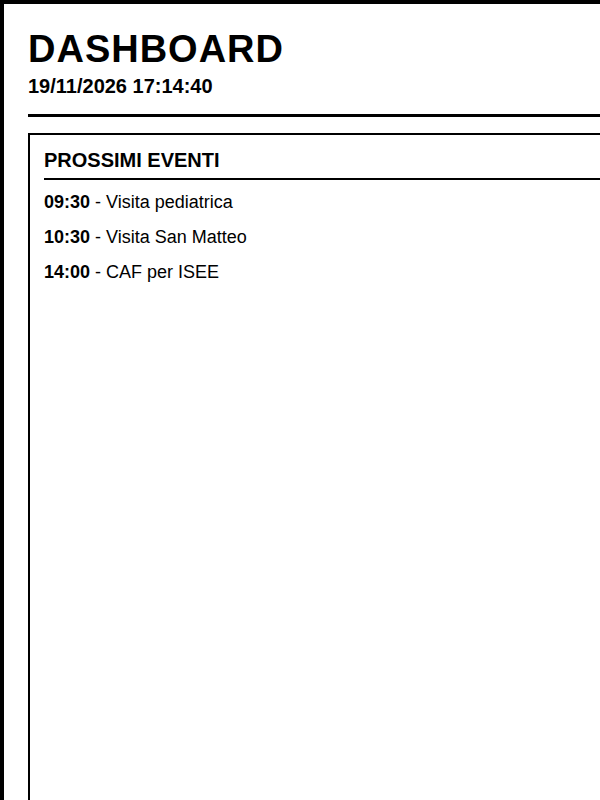 DASHBOARD
19/11/2026 17:14:40
PROSSIMI EVENTI
09:30 - Visita pediatrica
10:30 - Visita San Matteo
14:00 - CAF per ISEE